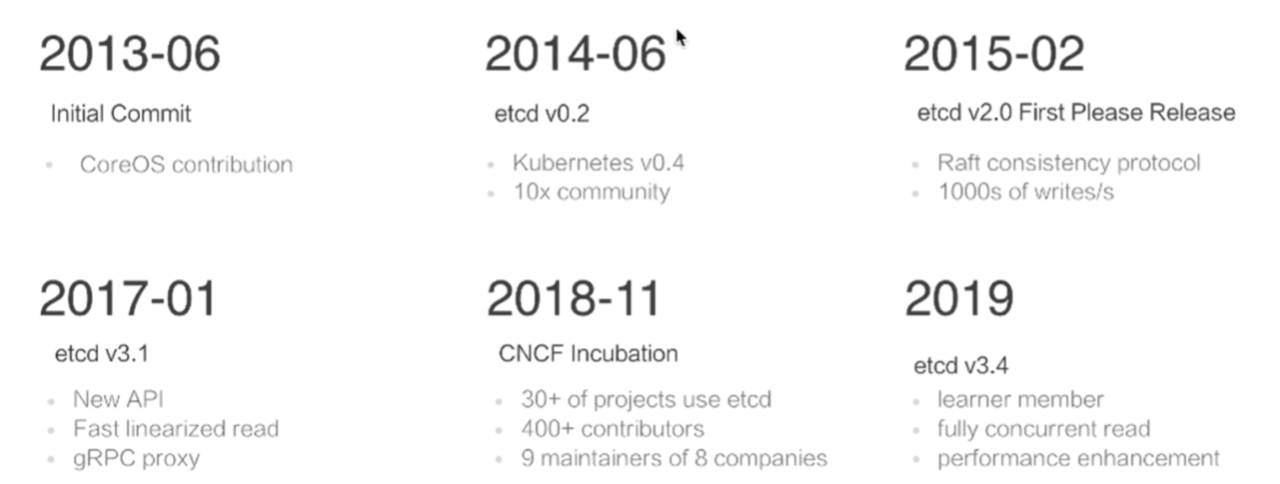 2013-06
Initial Commit
• CoreOS contribution
2014-06
etcd v0.2
• Kubernetes v0.4
• 10x community
2015-02
etcd v2.0 First Please Release
• Raft consistency protocol
• 1000s of writes/s
2017-01
etcd v3.1
• New API
• Fast linearized read
• gRPC proxy
2018-11
CNCF Incubation
• 30+ of projects use etcd
• 400+ contributors
• 9 maintainers of 8 companies
2019
etcd v3.4
• learner member
• fully concurrent read
• performance enhancement